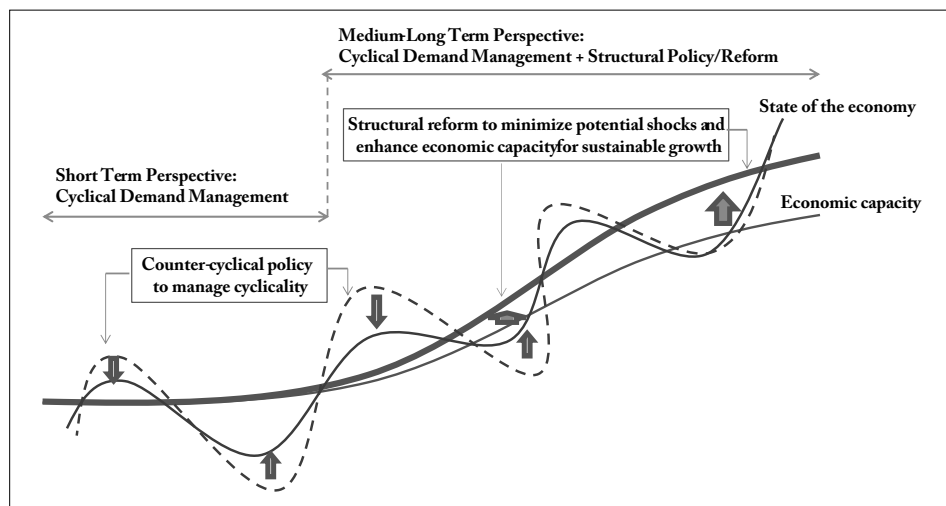 Medium-Long Term Perspective:
Cyclical Demand Management + Structural Policy/Reform
State of the economy
Structural reform to minimize potential shocks and
enhance economic capacity for sustainable growth
Short Term Perspective:
Cyclical Demand Management
Economic capacity
Counter-cyclical policy
to manage cyclicality